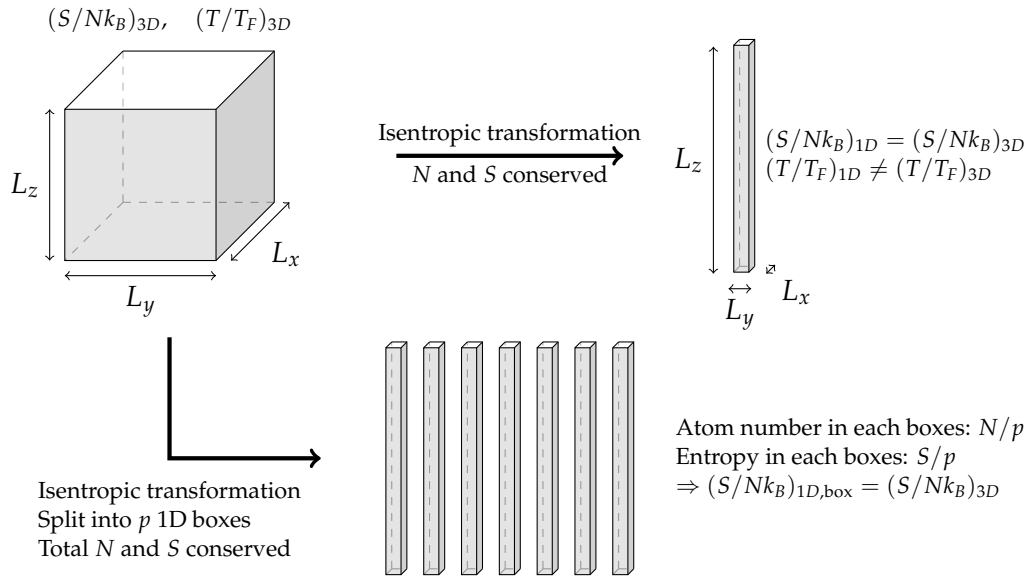 (S/Nk_B)_{3D},   (T/T_F)_{3D}
L_z
L_y
L_x
Isentropic transformation
N and S conserved
L_z
(S/Nk_B)_{1D} = (S/Nk_B)_{3D}
(T/T_F)_{1D} ≠ (T/T_F)_{3D}
L_x
L_y
Isentropic transformation
Split into p 1D boxes
Total N and S conserved
Atom number in each boxes: N/p
Entropy in each boxes: S/p
⇒ (S/Nk_B)_{1D,box} = (S/Nk_B)_{3D}